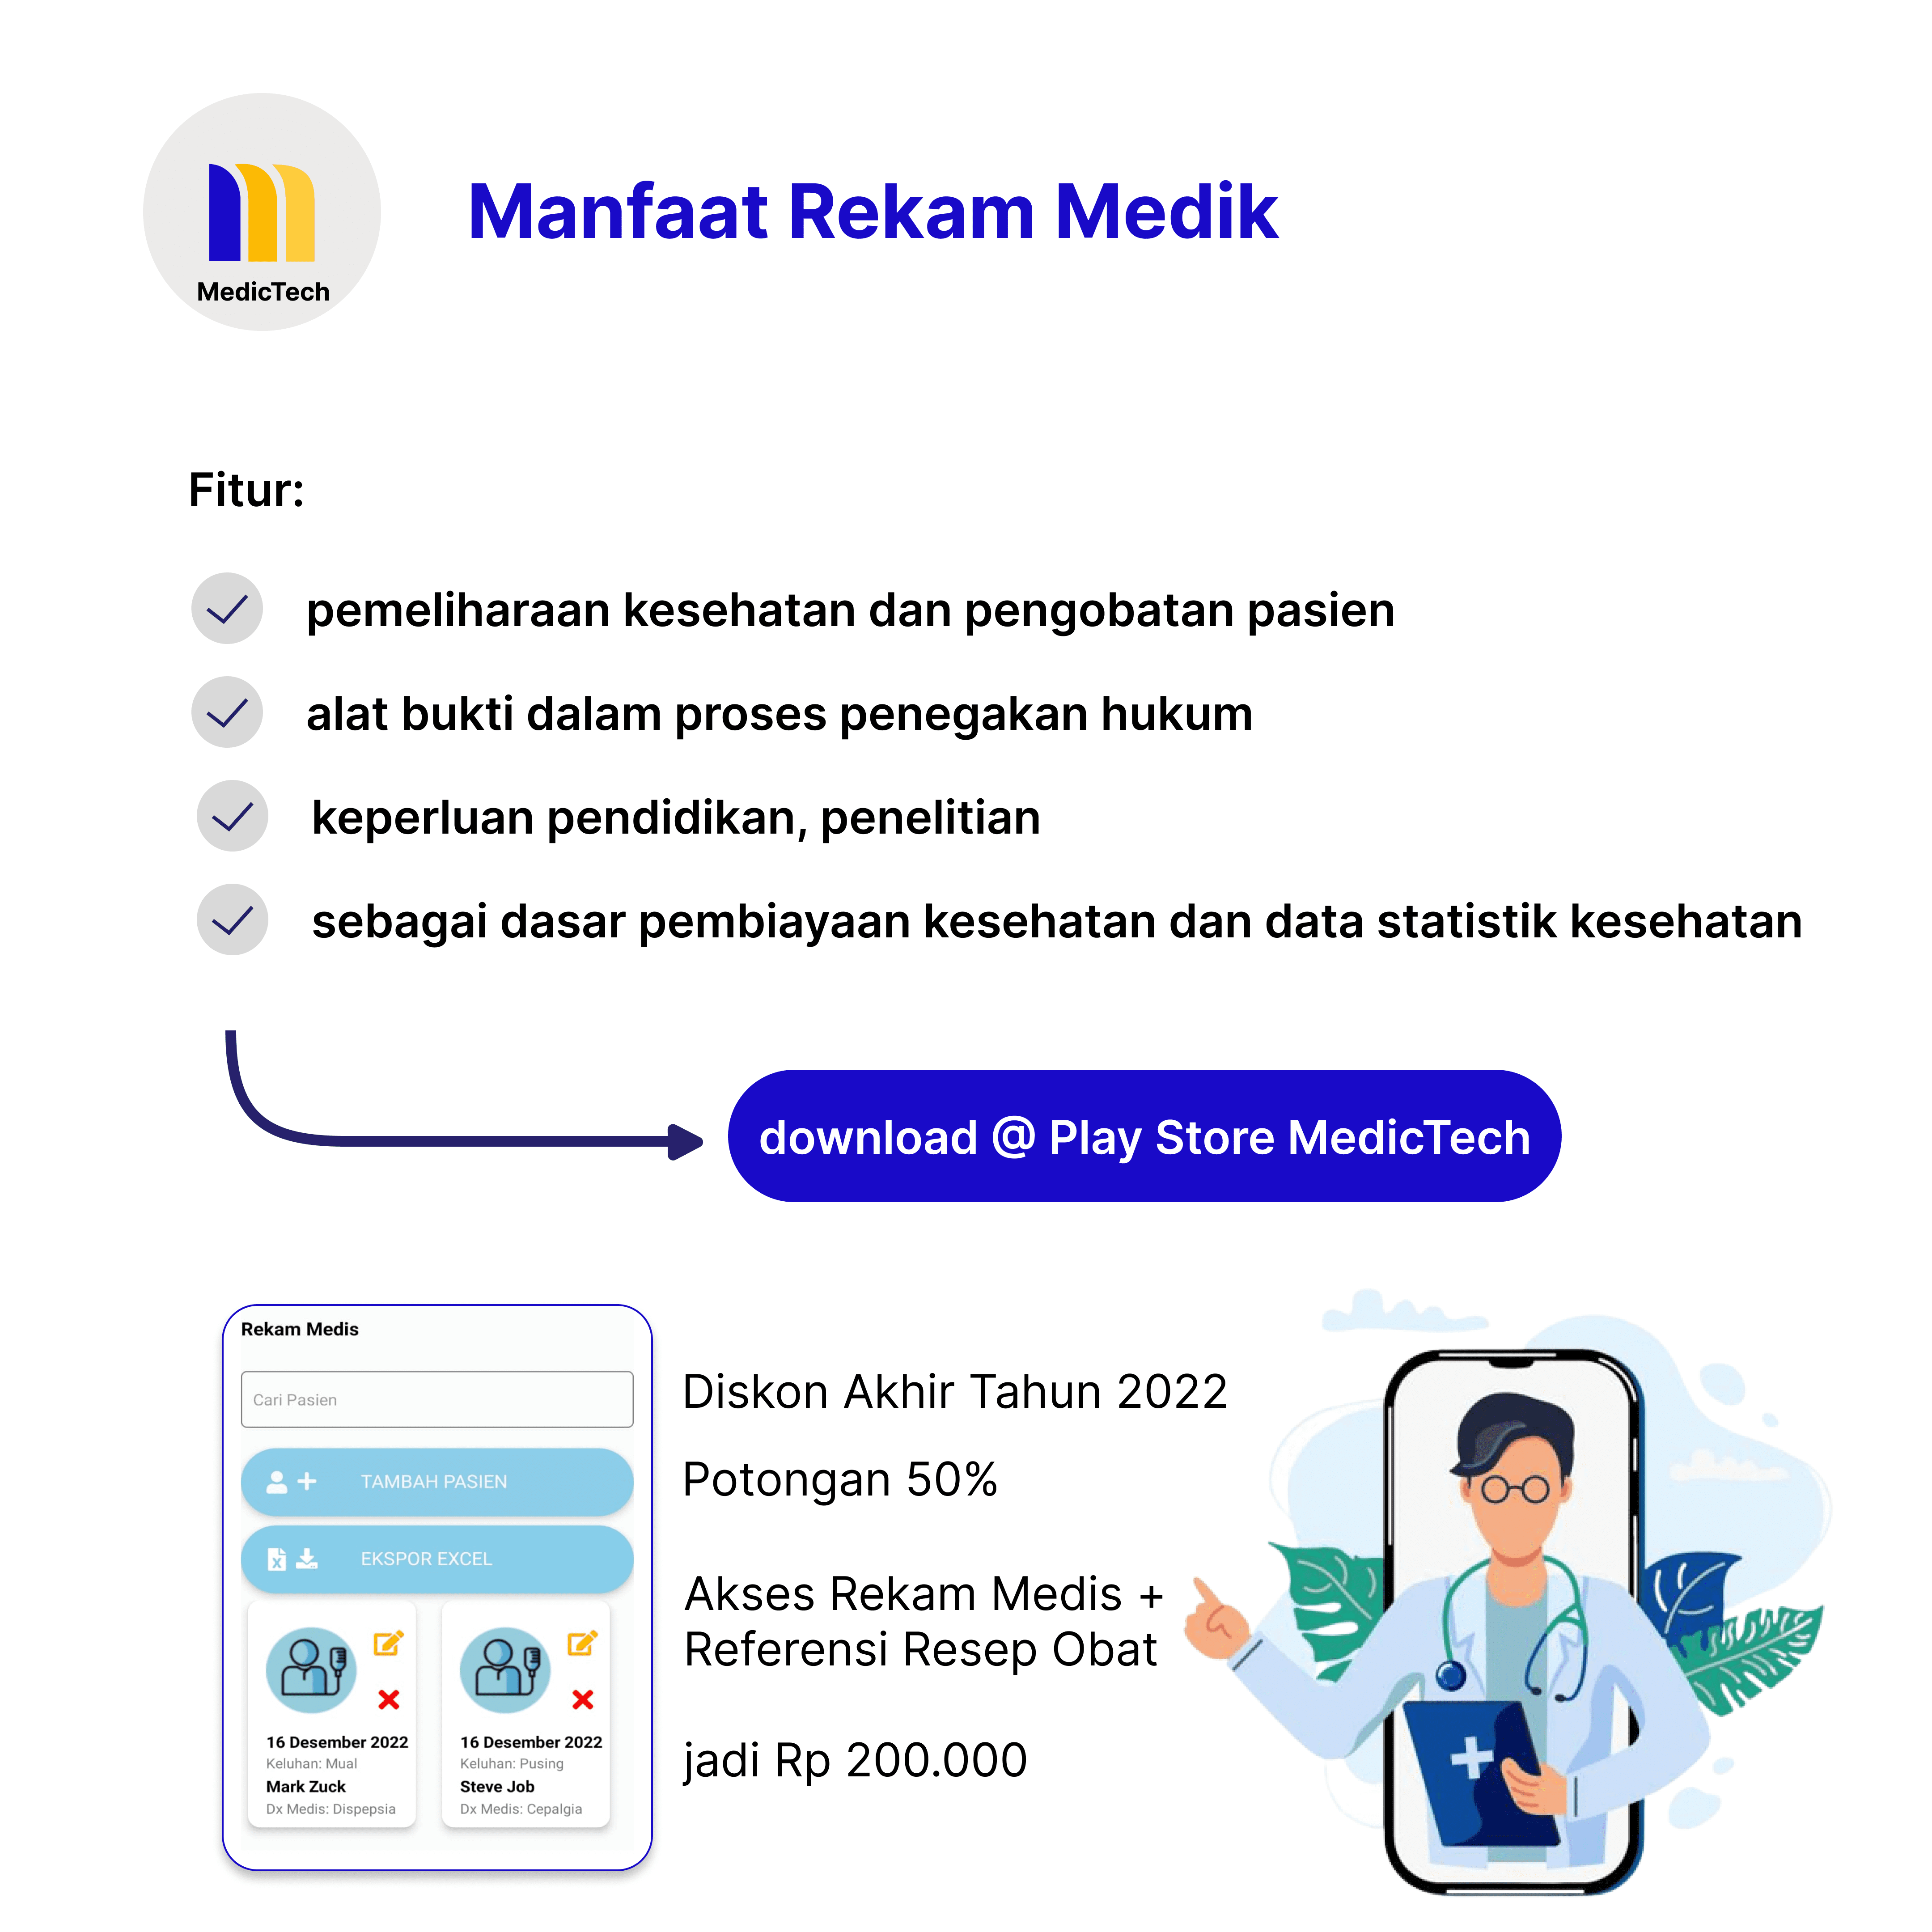 MedicTech
Manfaat Rekam Medik
Fitur:
pemeliharaan kesehatan dan pengobatan pasien
alat bukti dalam proses penegakan hukum
keperluan pendidikan, penelitian
sebagai dasar pembiayaan kesehatan dan data statistik kesehatan
download @ Play Store MedicTech
Rekam Medis
Cari Pasien
TAMBAH PASIEN
EKSPOR EXCEL
16 Desember 2022
Keluhan: Mual
Mark Zuck
Dx Medis: Dispepsia
16 Desember 2022
Keluhan: Pusing
Steve Job
Dx Medis: Cepalgia
Diskon Akhir Tahun 2022
Potongan 50%
Akses Rekam Medis +
Referensi Resep Obat
jadi Rp 200.000